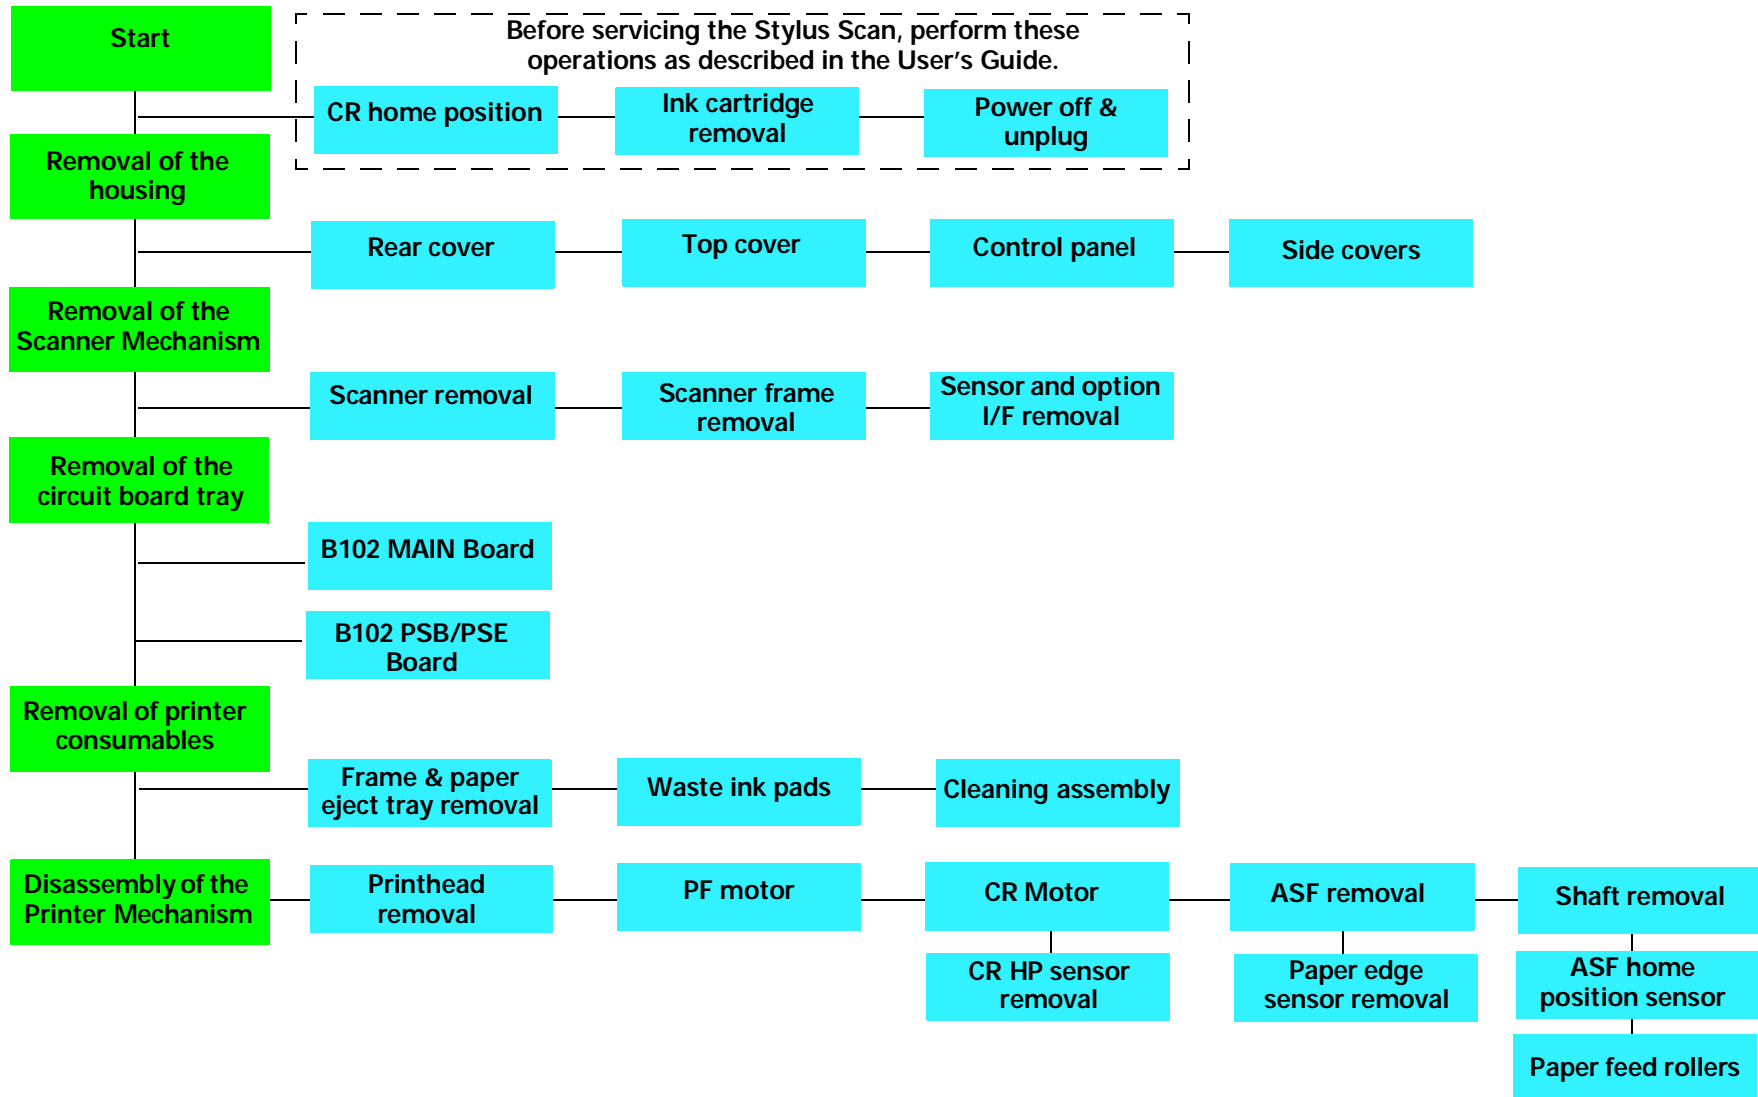 Start
Before servicing the Stylus Scan, perform these
operations as described in the User's Guide.
CR home position
Ink cartridge
removal
Power off &
unplug
Removal of the
housing
Rear cover
Top cover
Control panel
Side covers
Removal of the
Scanner Mechanism
Scanner removal
Scanner frame
removal
Sensor and option
I/F removal
Removal of the
circuit board tray
B102 MAIN Board
B102 PSB/PSE
Board
Removal of printer
consumables
Frame & paper
eject tray removal
Waste ink pads
Cleaning assembly
Disassembly of the
Printer Mechanism
Printhead
removal
PF motor
CR Motor
ASF removal
Shaft removal
CR HP sensor
removal
Paper edge
sensor removal
ASF home
position sensor
Paper feed rollers